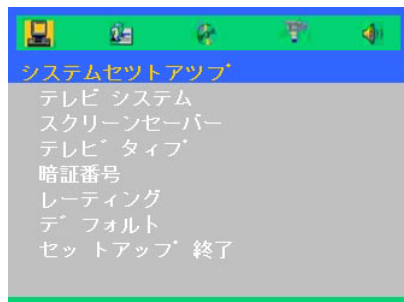 システムセツトアツプ
テレビ システム
スクリーンセーバー
テレビ タイプ
暗証番号
レーティング
デフォルト
セットアップ 終了